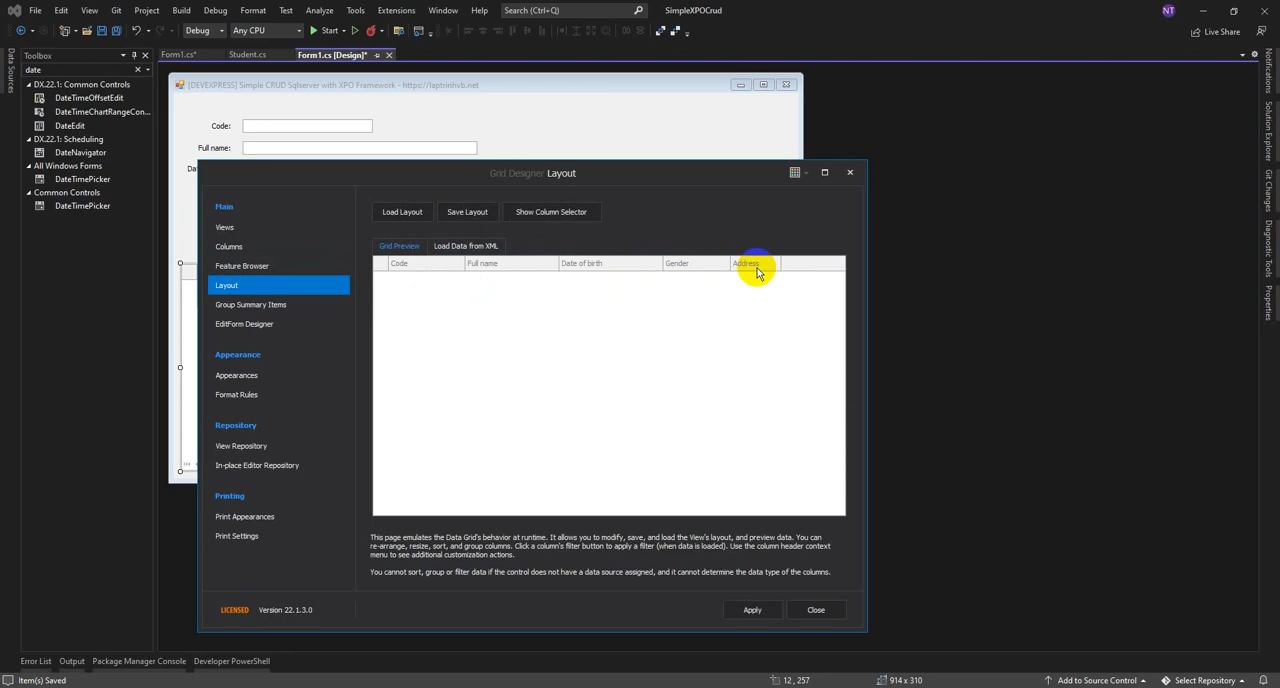 File Edit View Git Project Build Debug Format Test Analyze Tools Extensions Window Help Search (Ctrl+Q) SimpleXPOCrud NT
Debug Any CPU Start Live Share
Form1.cs* Student.cs Form1.cs [Design]*
Data Sources
Toolbox
date
DX.22.1: Common Controls
DateTimeOffsetEdit
DateTimeChartRangeCon...
DateEdit
DX.22.1: Scheduling
DateNavigator
All Windows Forms
DateTimePicker
Common Controls
DateTimePicker
[DEVEXPRESS] Simple CRUD Sqlserver with XPO Framework - https://laptrinhvb.net
Code:
Full name:
Grid Designer Layout
Main
Views
Columns
Feature Browser
Layout
Group Summary Items
EditForm Designer
Appearance
Appearances
Format Rules
Repository
View Repository
In-place Editor Repository
Printing
Print Appearances
Print Settings
Load Layout Save Layout Show Column Selector
Grid Preview Load Data from XML
Code Full name Date of birth Gender Address
This page emulates the Data Grid's behavior at runtime. It allows you to modify, save, and load the View's layout, and preview data. You can
re-arrange, resize, sort, and group columns. Click a column's filter button to apply a filter (when data is loaded). Use the column header context
menu to see additional customization actions.
You cannot sort, group or filter data if the control does not have a data source assigned, and it cannot determine the data type of the columns.
LICENSED Version 22.1.3.0
Apply Close
Notifications
Solution Explorer
Git Changes
Diagnostic Tools
Properties
Error List Output Package Manager Console Developer PowerShell
Item(s) Saved 12 , 257 914 x 310 Add to Source Control Select Repository